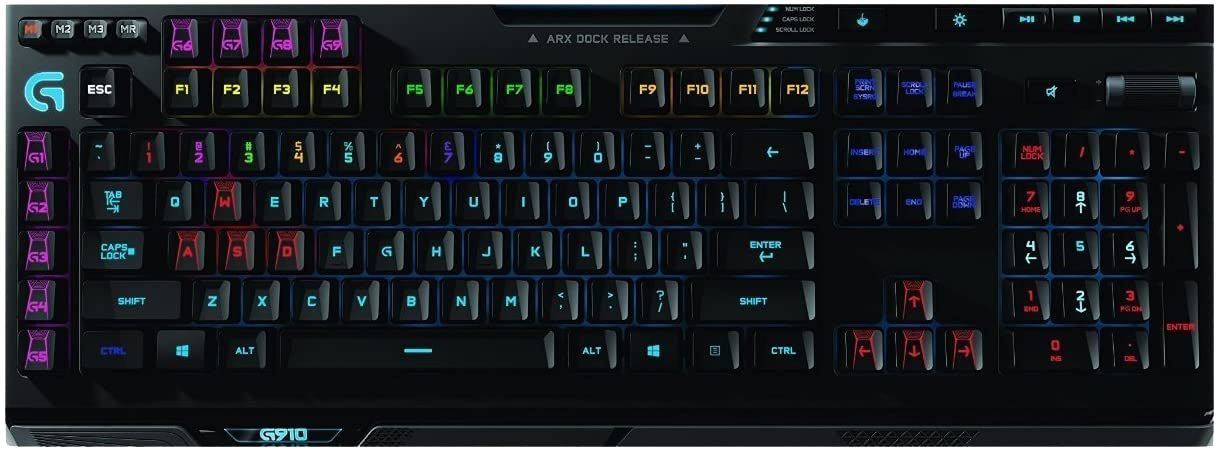 M1 M2 M3 MR
G6 G7 G8 G9
▲ ARX DOCK RELEASE ▲
NUM LOCK
CAPS LOCK
SCROLL LOCK
G
ESC F1 F2 F3 F4 F5 F6 F7 F8 F9 F10 F11 F12
PRINT SCRN SYSRQ
SCROLL LOCK
PAUSE BREAK
G1 ~ ` ! 1 @ 2 # 3 $ 4 % 5 ^ 6 £ 7 * 8 ( 9 ) 0 - - + - ←
INSERT HOME PAGE UP
NUM LOCK / * -
G2 TAB Q W E R T Y U I O P { [ } ] | \
DELETE END PAGE DOWN
7 HOME 8 ↑ 9 PG UP +
G3 CAPS LOCK A S D F G H J K L : ; " ' ENTER
4 ← 5 6 →
G4 SHIFT Z X C V B N M < , > . ? / SHIFT
↑
1 END 2 ↓ 3 PG DN ENTER
G5 CTRL ALT ALT CTRL
← ↓ →
0 INS . DEL
G910